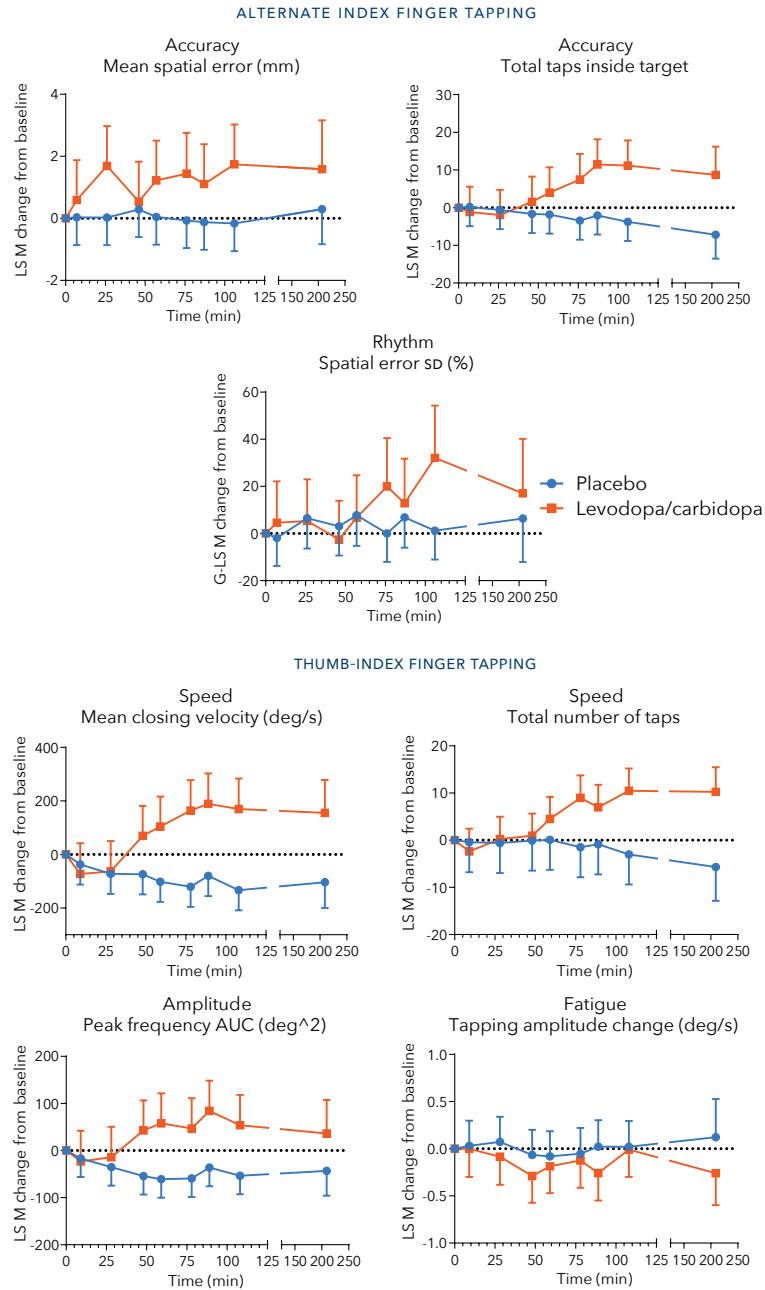 ALTERNATE INDEX FINGER TAPPING
Accuracy
Mean spatial error (mm)
LS M change from baseline
4
2
0
-2
0 25 50 75 100 125 150 200 250
Time (min)
Accuracy
Total taps inside target
LS M change from baseline
30
20
10
0
-10
-20
0 25 50 75 100 125 150 200 250
Time (min)
Rhythm
Spatial error SD (%)
G-LS M change from baseline
60
40
20
0
-20
0 25 50 75 100 125 150 200 250
Time (min)
Placebo
Levodopa/carbidopa
THUMB-INDEX FINGER TAPPING
Speed
Mean closing velocity (deg/s)
LS M change from baseline
400
200
0
-200
0 25 50 75 100 125 150 200 250
Time (min)
Speed
Total number of taps
LS M change from baseline
20
10
0
-10
-20
0 25 50 75 100 125 150 200 250
Time (min)
Amplitude
Peak frequency AUC (deg^2)
LS M change from baseline
200
100
0
-100
-200
0 25 50 75 100 125 150 200 250
Time (min)
Fatigue
Tapping amplitude change (deg/s)
LS M change from baseline
1.0
0.5
0.0
-0.5
-1.0
0 25 50 75 100 125 150 200 250
Time (min)